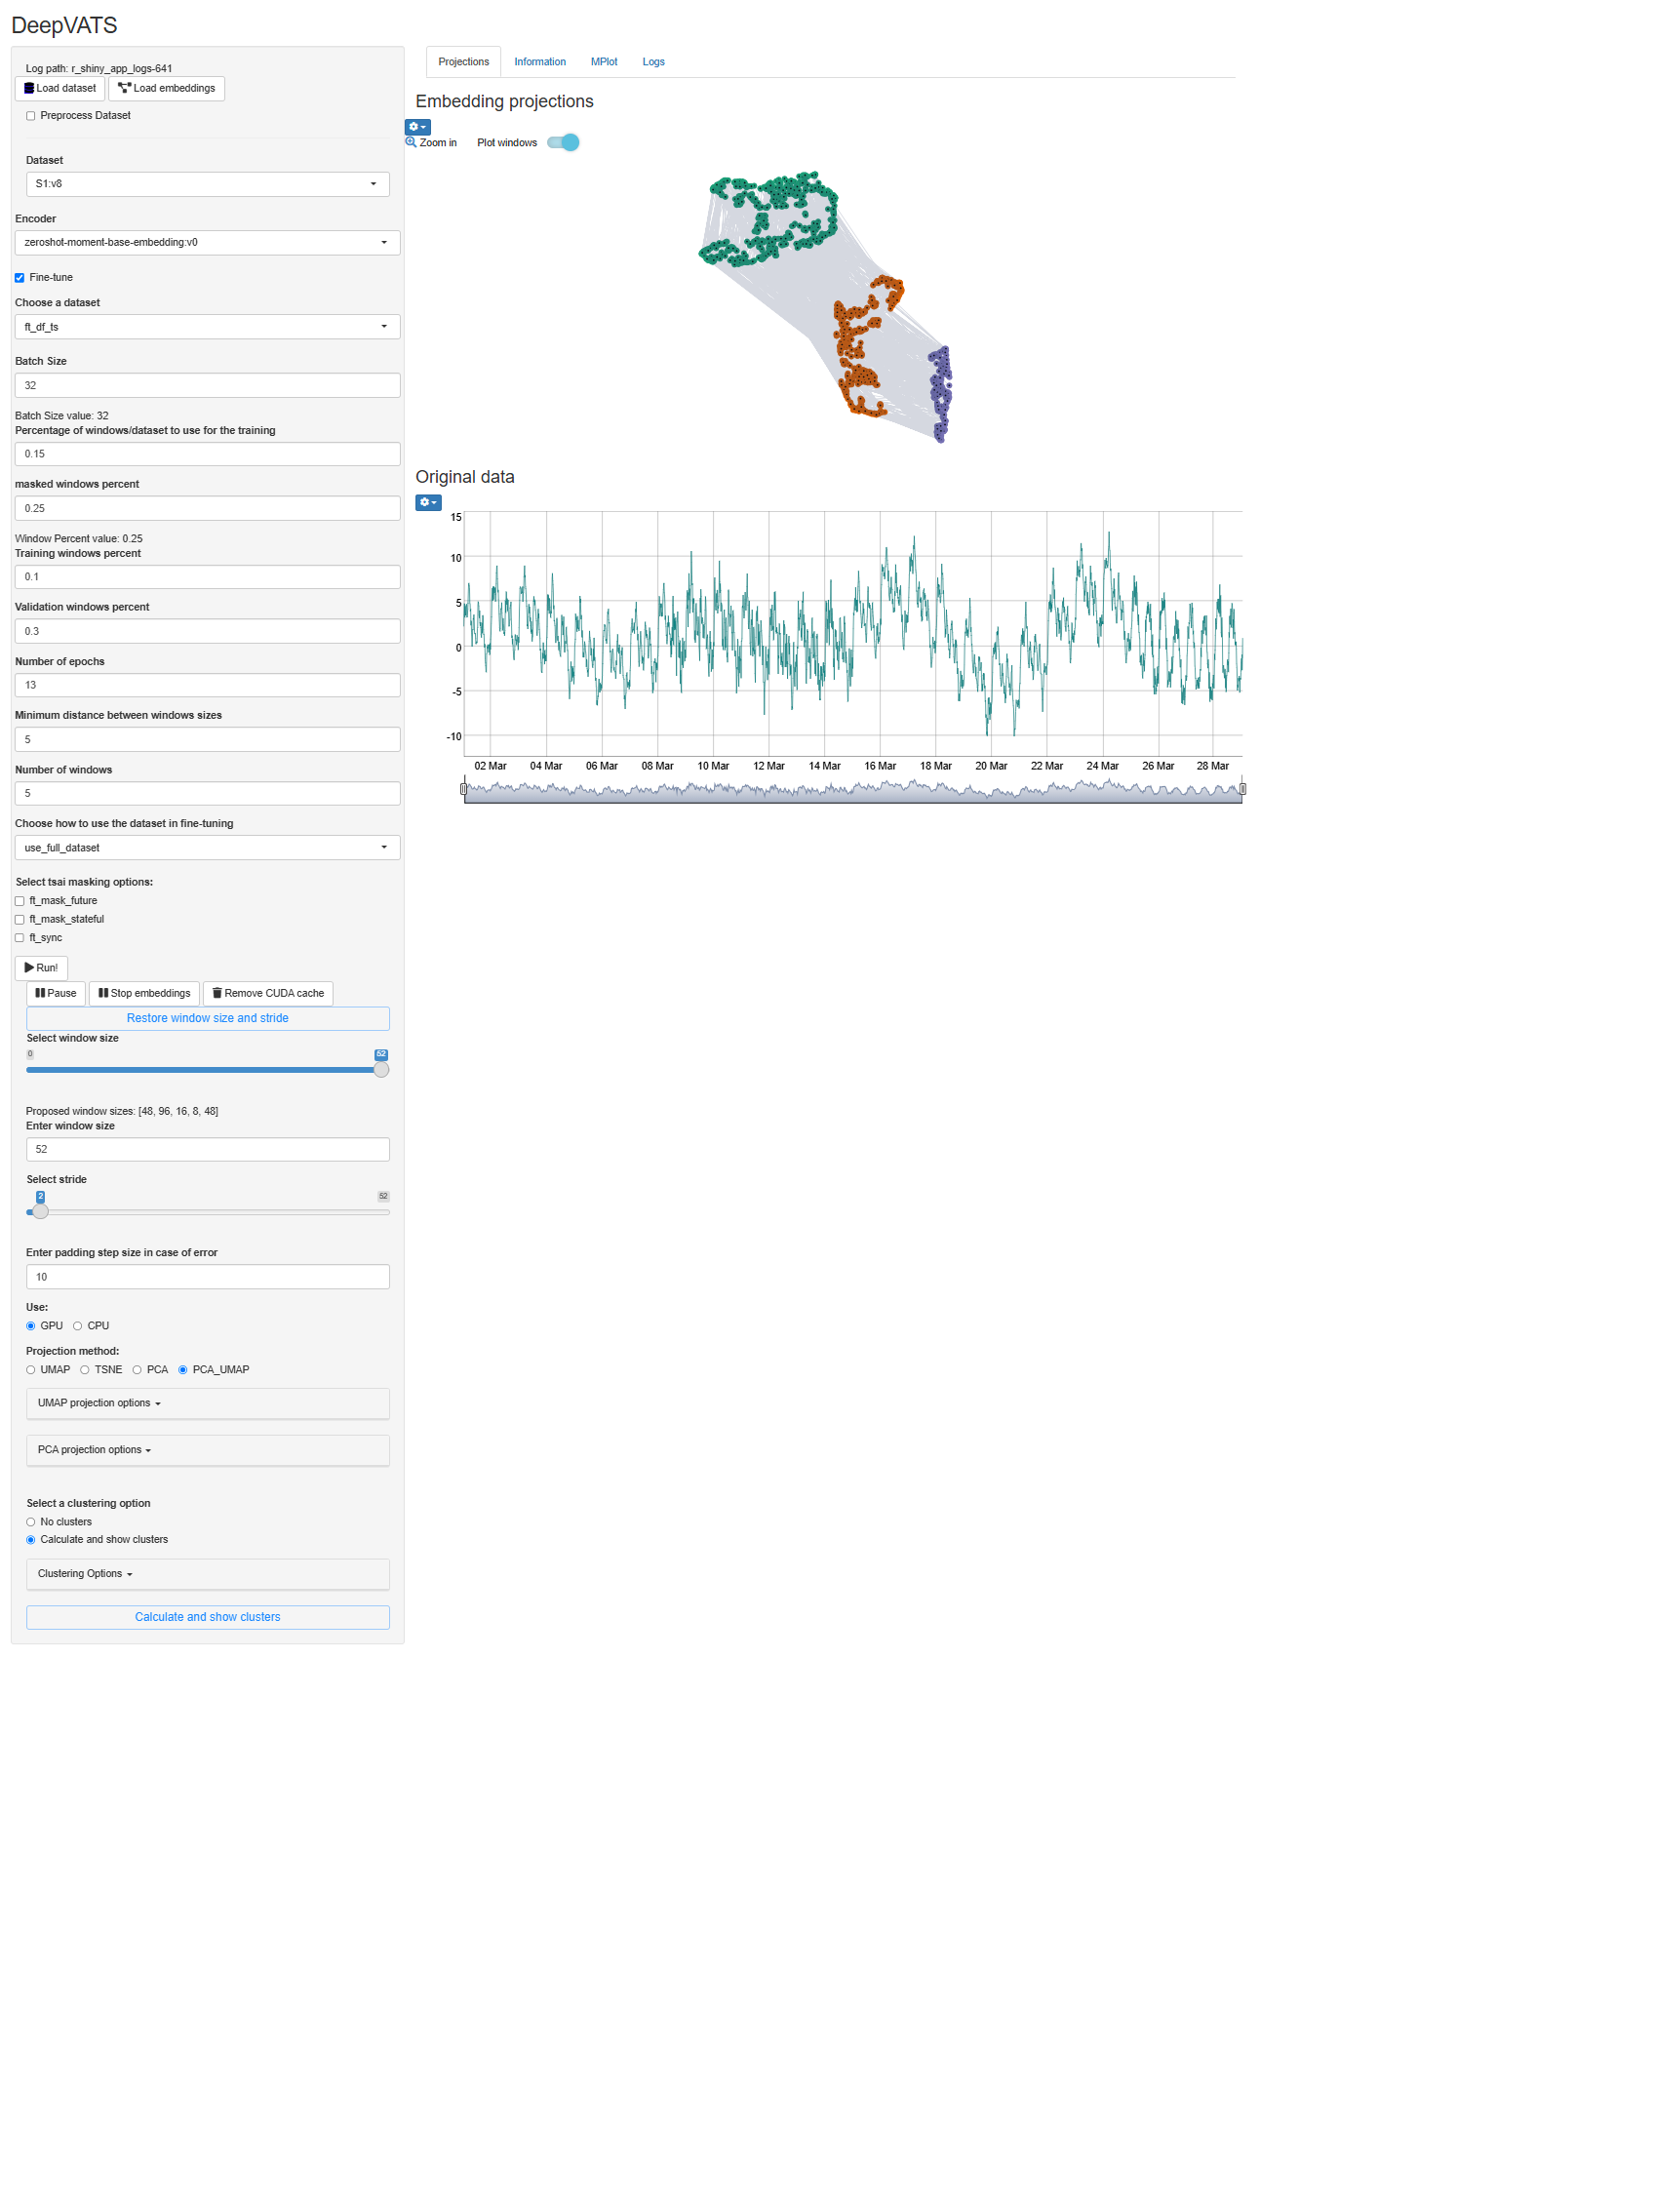 DeepVATS
Log path: r_shiny_app_logs-641
Load dataset
Load embeddings
Preprocess Dataset
Dataset
S1:v8
Encoder
zeroshot-moment-base-embedding:v0
Fine-tune
Choose a dataset
ft_df_ts
Batch Size
32
Batch Size value: 32
Percentage of windows/dataset to use for the training
0.15
masked windows percent
0.25
Window Percent value: 0.25
Training windows percent
0.1
Validation windows percent
0.3
Number of epochs
13
Minimum distance between windows sizes
5
Number of windows
5
Choose how to use the dataset in fine-tuning
use_full_dataset
Select tsai masking options:
ft_mask_future
ft_mask_stateful
ft_sync
Run!
Pause
Stop embeddings
Remove CUDA cache
Restore window size and stride
Select window size
0
52
Proposed window sizes: [48, 96, 16, 8, 48]
Enter window size
52
Select stride
2
52
Enter padding step size in case of error
10
Use:
GPU
CPU
Projection method:
UMAP
TSNE
PCA
PCA_UMAP
UMAP projection options
PCA projection options
Select a clustering option
No clusters
Calculate and show clusters
Clustering Options
Calculate and show clusters
Projections
Information
MPlot
Logs
Embedding projections
Zoom in
Plot windows
Original data
15
10
5
0
-5
-10
02 Mar
04 Mar
06 Mar
08 Mar
10 Mar
12 Mar
14 Mar
16 Mar
18 Mar
20 Mar
22 Mar
24 Mar
26 Mar
28 Mar